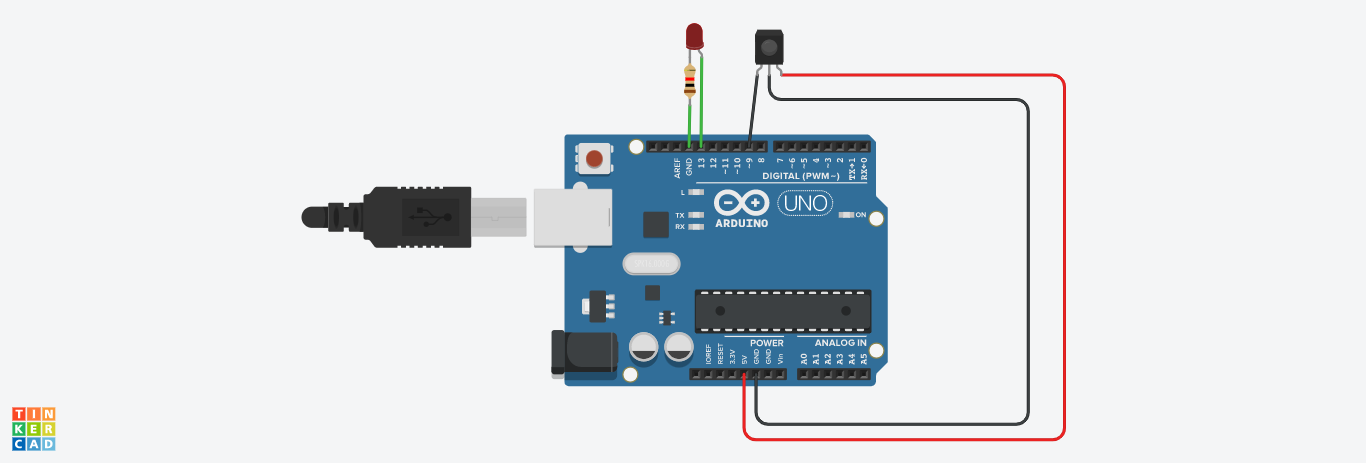 AREF
GND
13
12
~11
~10
~9
8
7
~6
~5
4
~3
2
TX→1
RX←0
DIGITAL (PWM~)
L
TX
RX
UNO
ON
ARDUINO
POWER
ANALOG IN
IOREF
RESET
3.3V
5V
GND
GND
Vin
A0
A1
A2
A3
A4
A5
TIN
KER
CAD